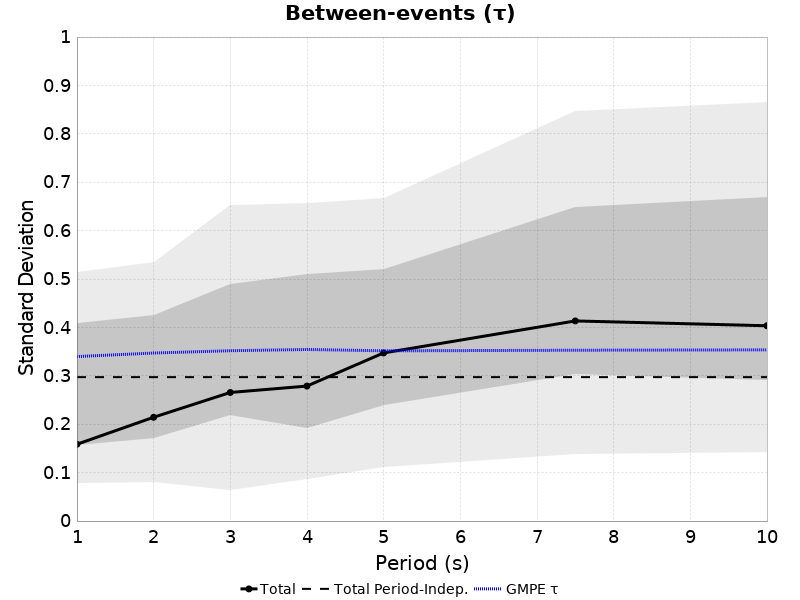 Between-events (τ)
1
0.9
0.8
0.7
0.6
0.5
0.4
0.3
0.2
0.1
0
Standard Deviation
1 2 3 4 5 6 7 8 9 10
Period (s)
Total Total Period-Indep. GMPE τ